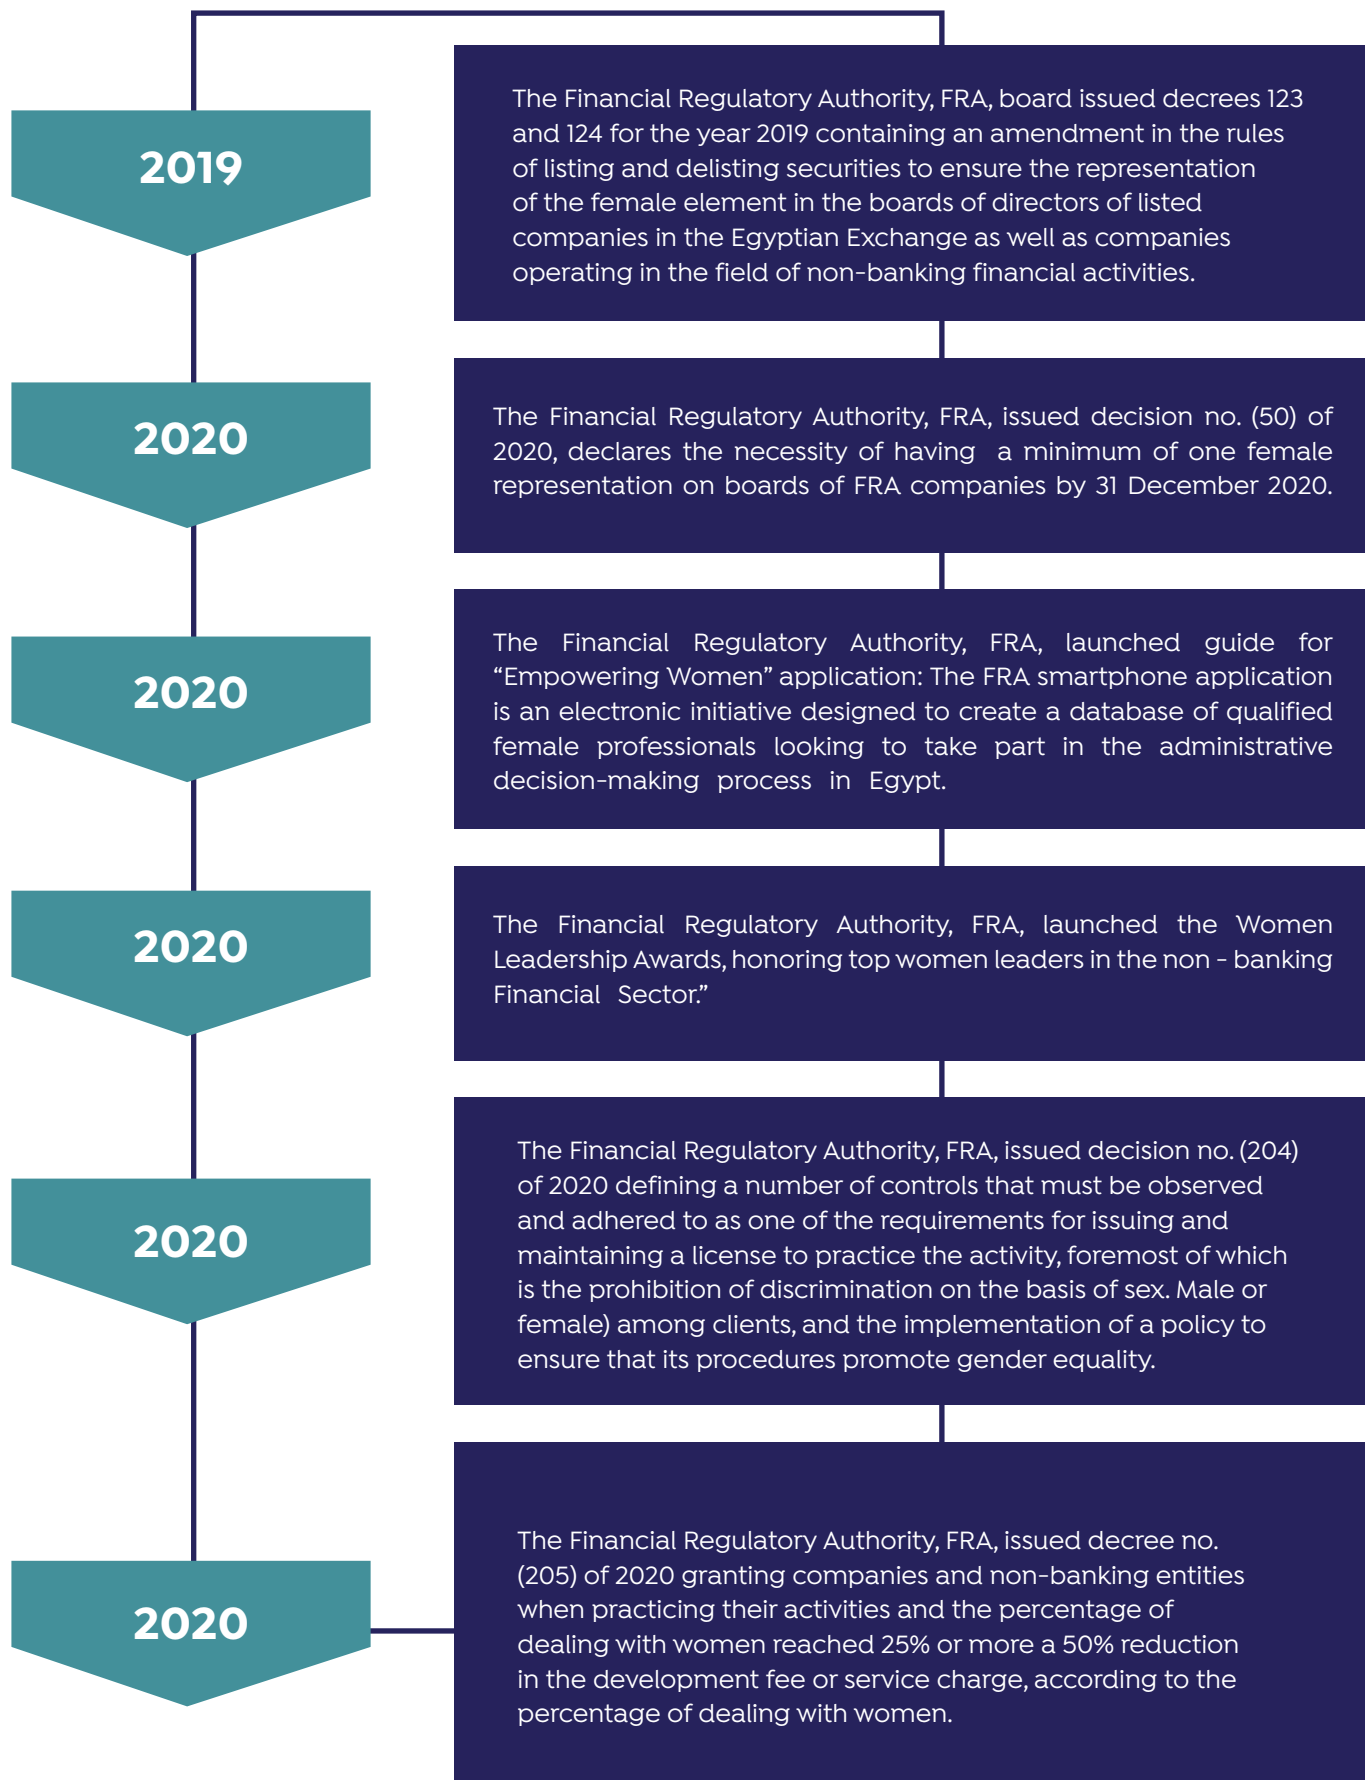 2019
The Financial Regulatory Authority, FRA, board issued decrees 123
and 124 for the year 2019 containing an amendment in the rules
of listing and delisting securities to ensure the representation
of the female element in the boards of directors of listed
companies in the Egyptian Exchange as well as companies
operating in the field of non-banking financial activities.
2020
The Financial Regulatory Authority, FRA, issued decision no. (50) of
2020, declares the necessity of having a minimum of one female
representation on boards of FRA companies by 31 December 2020.
2020
The Financial Regulatory Authority, FRA, launched guide for
“Empowering Women” application: The FRA smartphone application
is an electronic initiative designed to create a database of qualified
female professionals looking to take part in the administrative
decision-making process in Egypt.
2020
The Financial Regulatory Authority, FRA, launched the Women
Leadership Awards, honoring top women leaders in the non - banking
Financial Sector.”
2020
The Financial Regulatory Authority, FRA, issued decision no. (204)
of 2020 defining a number of controls that must be observed
and adhered to as one of the requirements for issuing and
maintaining a license to practice the activity, foremost of which
is the prohibition of discrimination on the basis of sex. Male or
female) among clients, and the implementation of a policy to
ensure that its procedures promote gender equality.
2020
The Financial Regulatory Authority, FRA, issued decree no.
(205) of 2020 granting companies and non-banking entities
when practicing their activities and the percentage of
dealing with women reached 25% or more a 50% reduction
in the development fee or service charge, according to the
percentage of dealing with women.